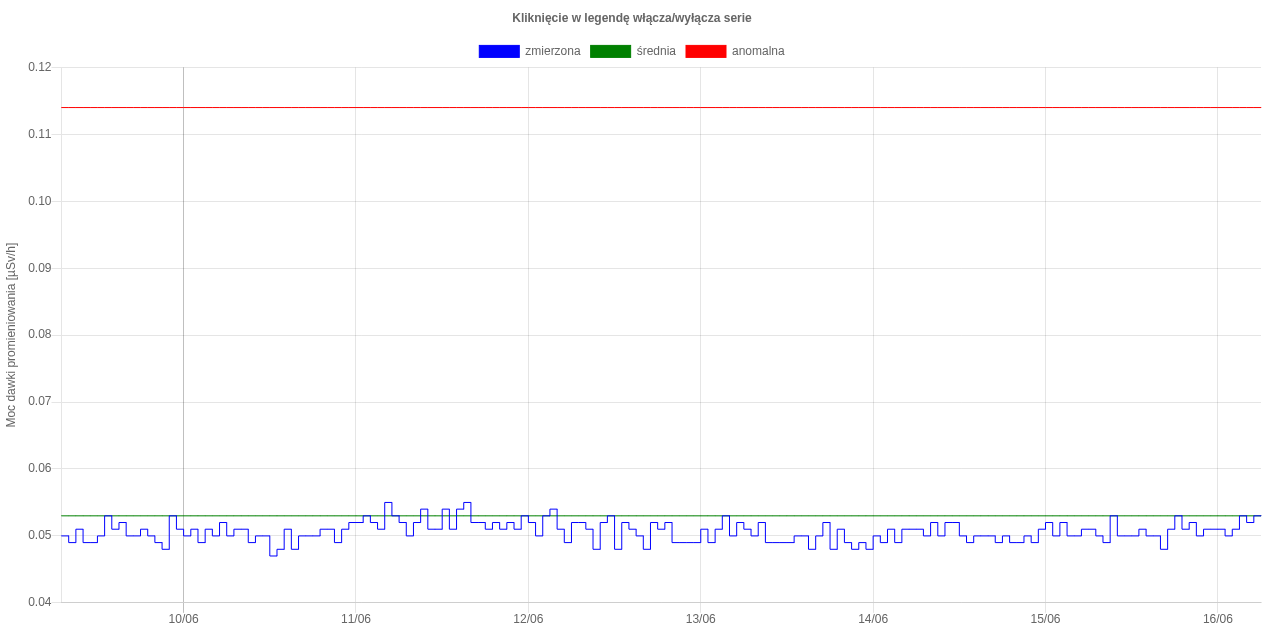 Kliknięcie w legendę włącza/wyłącza serie
zmierzona średnia anomalna
Moc dawki promieniowania [µSv/h]
0.12
0.11
0.10
0.09
0.08
0.07
0.06
0.05
0.04
10/06 11/06 12/06 13/06 14/06 15/06 16/06